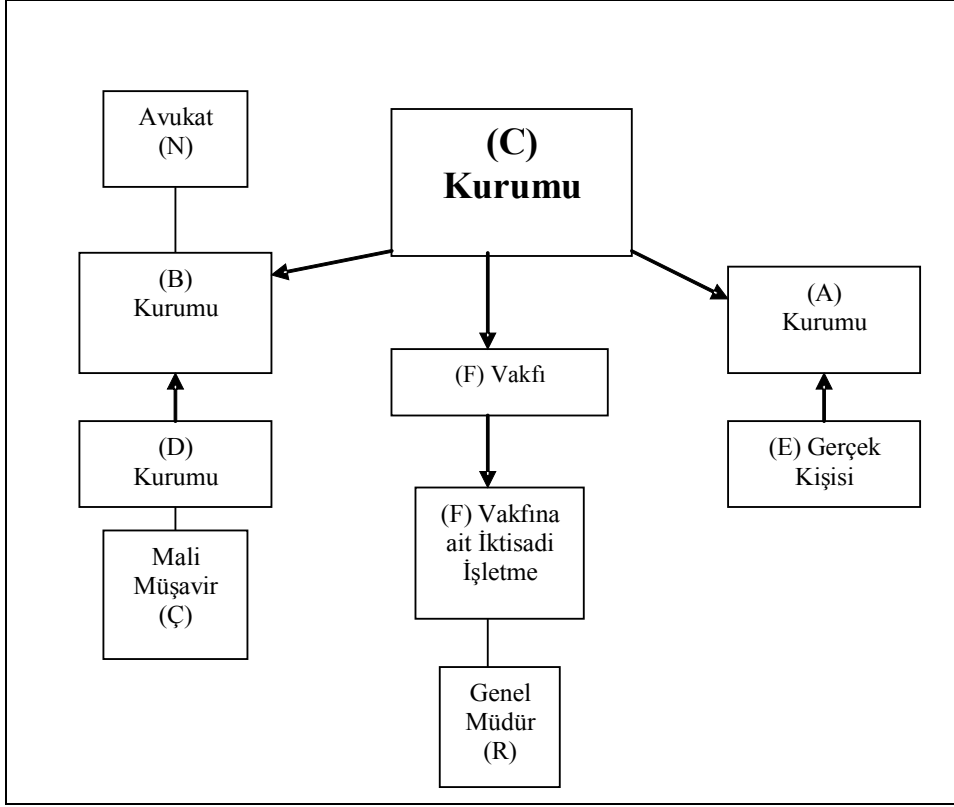 Avukat
(N)
(C)
Kurumu
(B)
Kurumu
(A)
Kurumu
(F) Vakfı
(D)
Kurumu
(E) Gerçek
Kişisi
(F) Vakfına
ait İktisadi
İşletme
Mali
Müşavir
(Ç)
Genel
Müdür
(R)